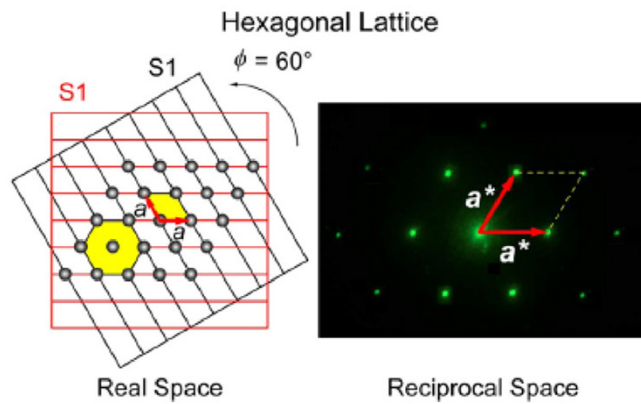 Hexagonal Lattice
S1
S1
ϕ = 60°
a
a
a*
a*
Real Space
Reciprocal Space